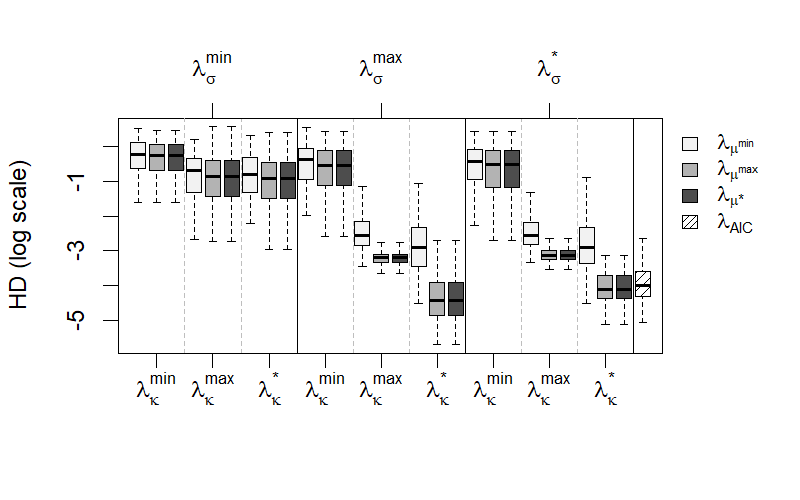 λσmin λσmax λσ*
HD (log scale)
-1
-3
-5
λκmin λκmax λκ* λκmin λκmax λκ* λκmin λκmax λκ*
λμmin
λμmax
λμ*
λAIC